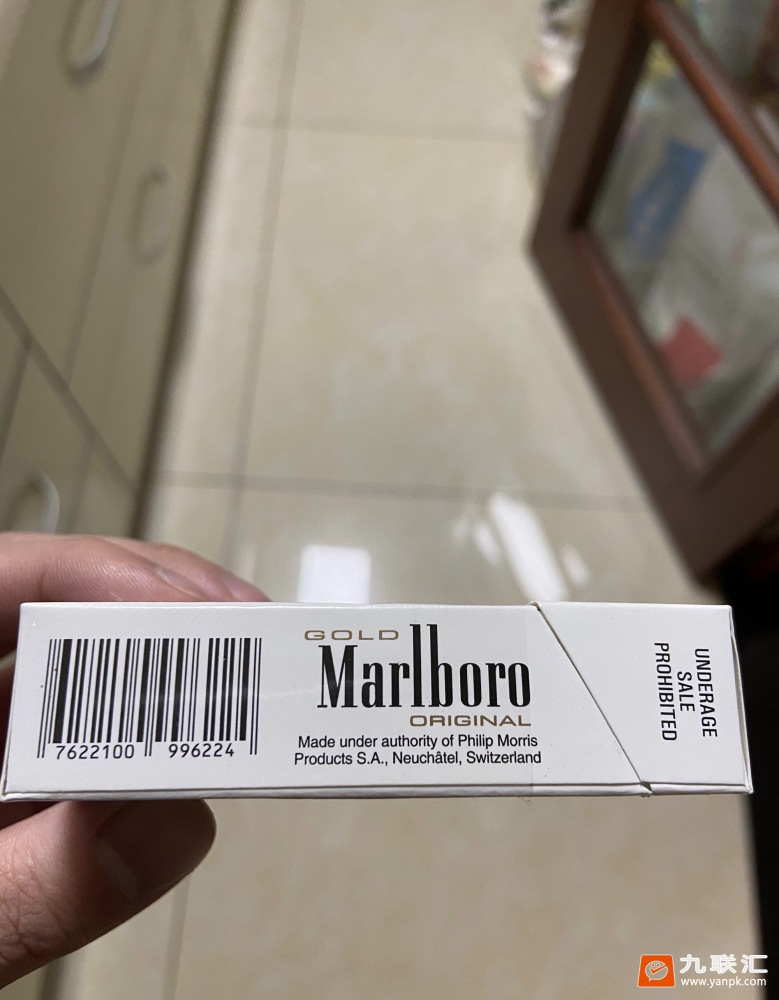 GOLD
Marlboro
ORIGINAL
Made under authority of Philip Morris
Products S.A., Neuchâtel, Switzerland
7622100 996224
UNDERAGE
SALE
PROHIBITED
九联汇
www.yanpk.com